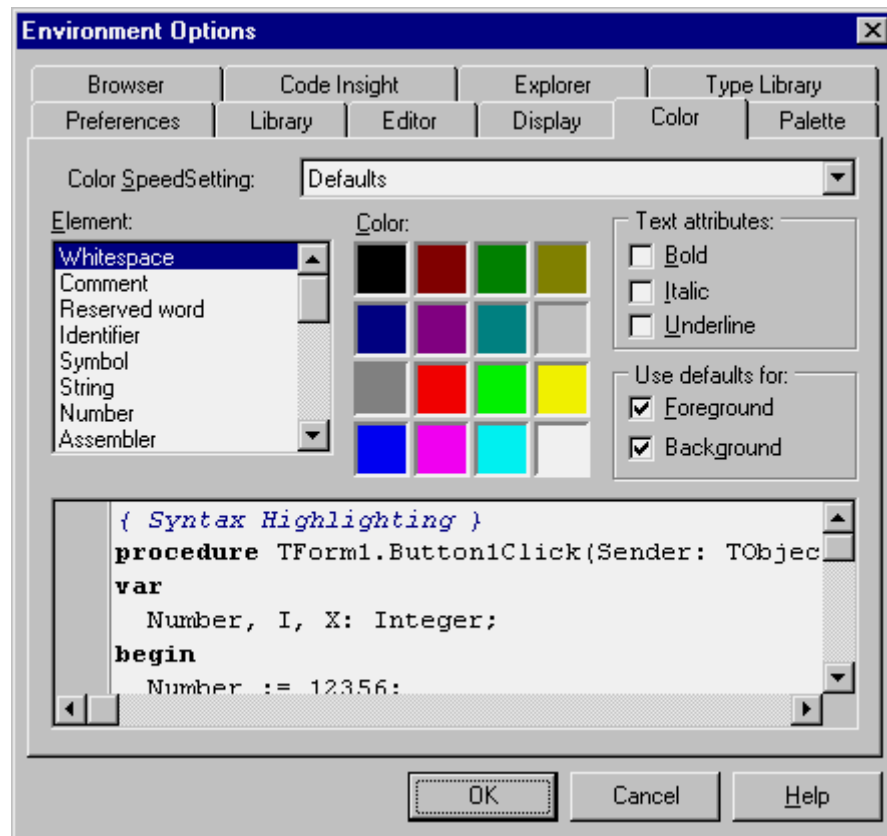 Environment Options
Browser Code Insight Explorer Type Library
Preferences Library Editor Display Color Palette
Color SpeedSetting: Defaults
Element:
Whitespace
Comment
Reserved word
Identifier
Symbol
String
Number
Assembler
Color:
Text attributes:
Bold
Italic
Underline
Use defaults for:
Foreground
Background
{ Syntax Highlighting }
procedure TForm1.Button1Click(Sender: TObjec
var
Number, I, X: Integer;
begin
Number := 12356;
OK Cancel Help